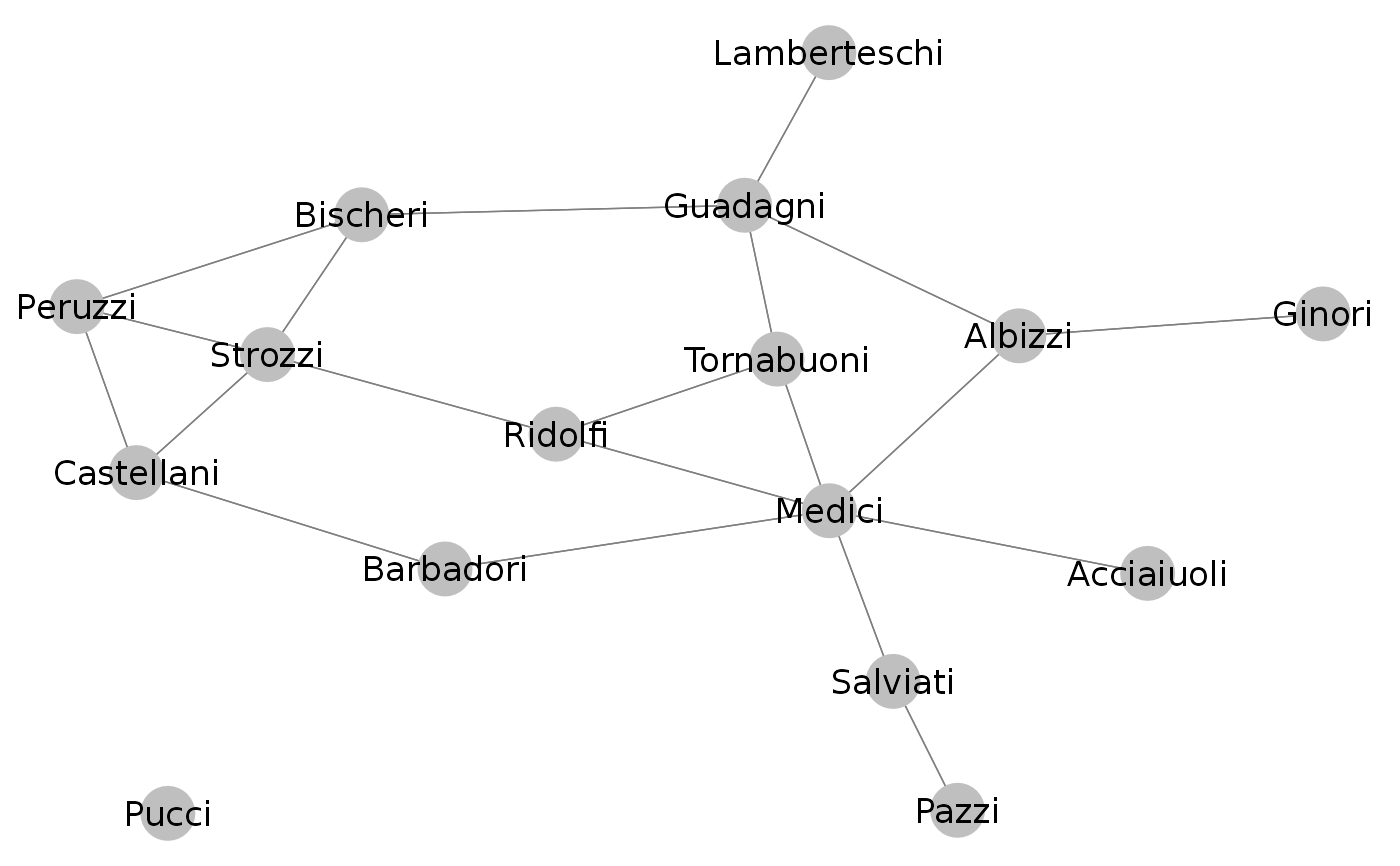 Lamberteschi
Guadagni
Bischeri
Peruzzi
Ginori
Albizzi
Strozzi
Tornabuoni
Ridolfi
Castellani
Medici
Barbadori
Acciaiuoli
Salviati
Pazzi
Pucci